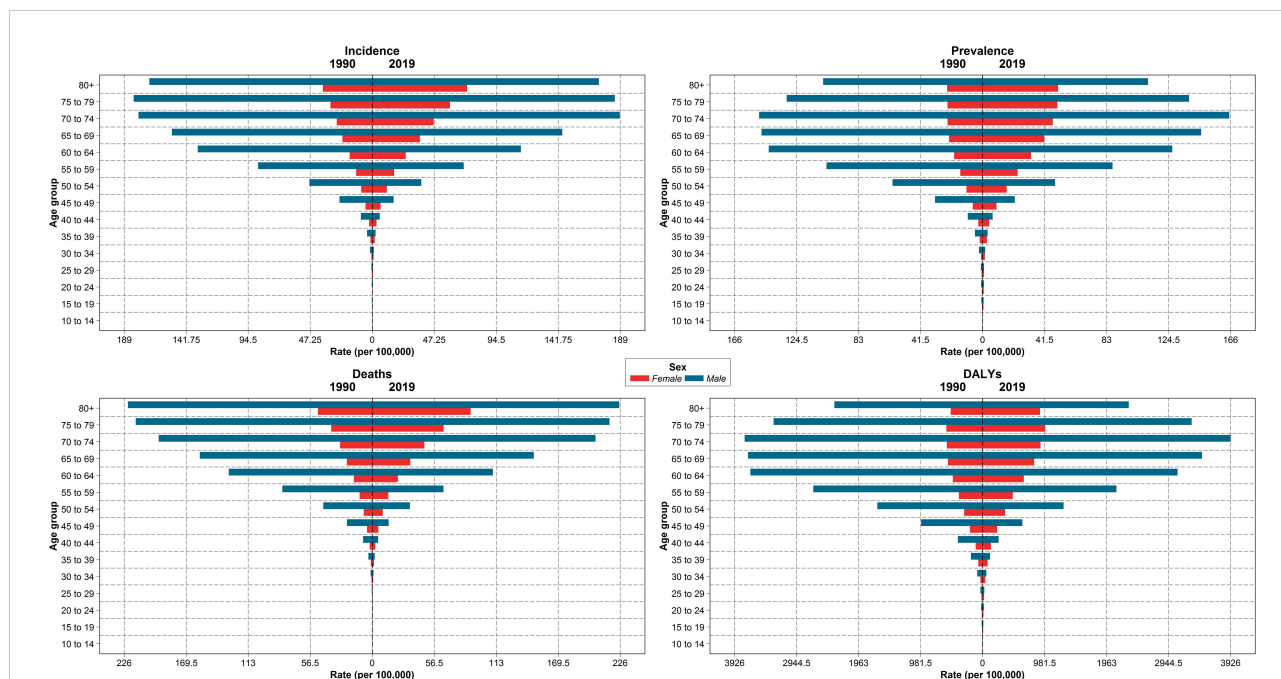 Incidence
1990 2019
Age group
80+
75 to 79
70 to 74
65 to 69
60 to 64
55 to 59
50 to 54
45 to 49
40 to 44
35 to 39
30 to 34
25 to 29
20 to 24
15 to 19
10 to 14
189 141.75 94.5 47.25 0 47.25 94.5 141.75 189
Rate (per 100,000)
Prevalence
1990 2019
Age group
80+
75 to 79
70 to 74
65 to 69
60 to 64
55 to 59
50 to 54
45 to 49
40 to 44
35 to 39
30 to 34
25 to 29
20 to 24
15 to 19
10 to 14
166 124.5 83 41.5 0 41.5 83 124.5 166
Rate (per 100,000)
Sex
Female Male
Deaths
1990 2019
Age group
80+
75 to 79
70 to 74
65 to 69
60 to 64
55 to 59
50 to 54
45 to 49
40 to 44
35 to 39
30 to 34
25 to 29
20 to 24
15 to 19
10 to 14
226 169.5 113 56.5 0 56.5 113 169.5 226
Rate (per 100,000)
DALYs
1990 2019
Age group
80+
75 to 79
70 to 74
65 to 69
60 to 64
55 to 59
50 to 54
45 to 49
40 to 44
35 to 39
30 to 34
25 to 29
20 to 24
15 to 19
10 to 14
3926 2944.5 1963 981.5 0 981.5 1963 2944.5 3926
Rate (per 100,000)